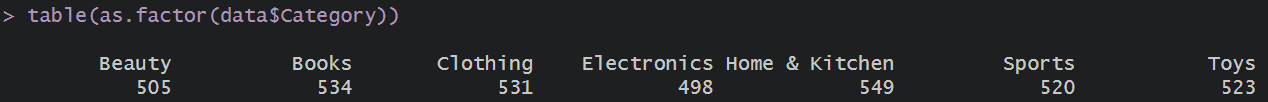 > table(as.factor(data$Category))
Beauty Books Clothing Electronics Home & Kitchen Sports Toys
505 534 531 498 549 520 523